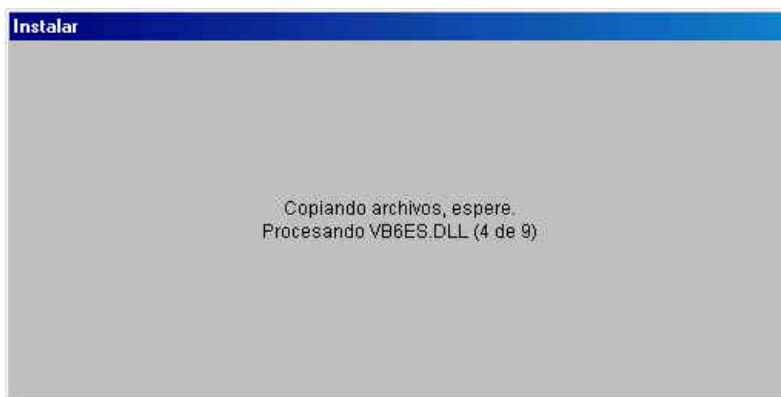 Instalar
Copiando archivos, espere.
Procesando VB6ES.DLL (4 de 9)